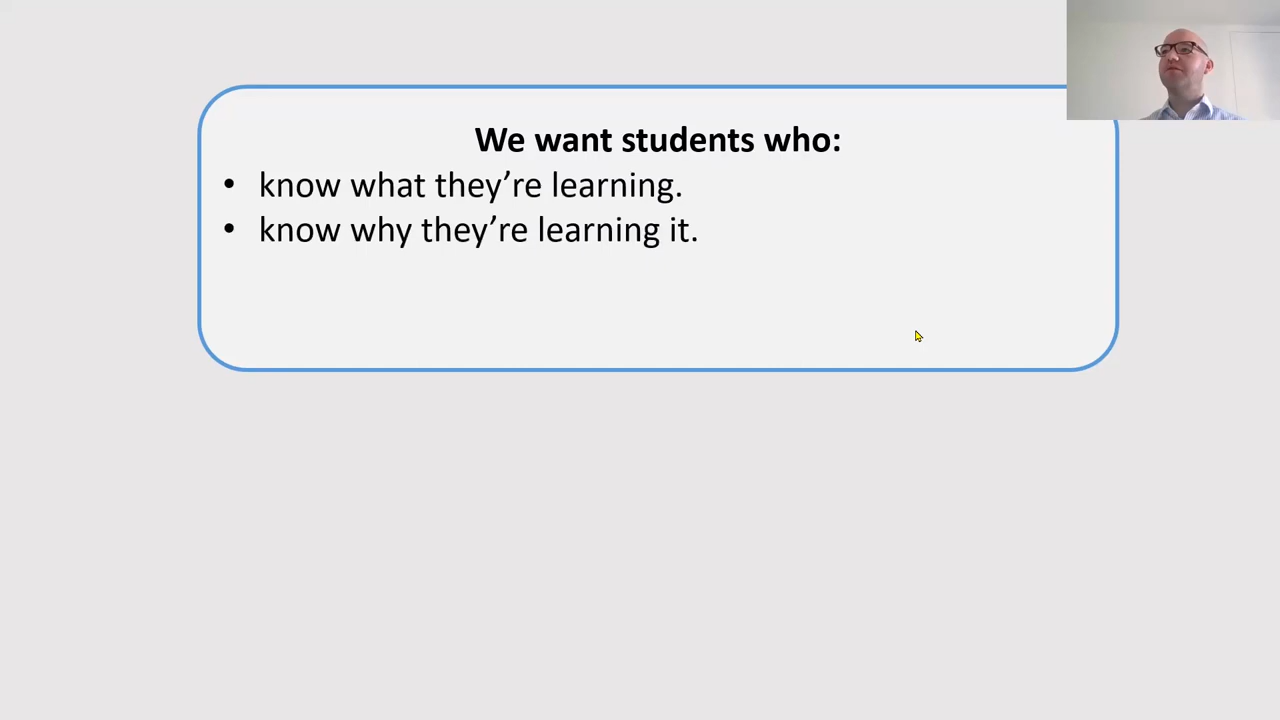 We want students who:
• know what they’re learning.
• know why they’re learning it.